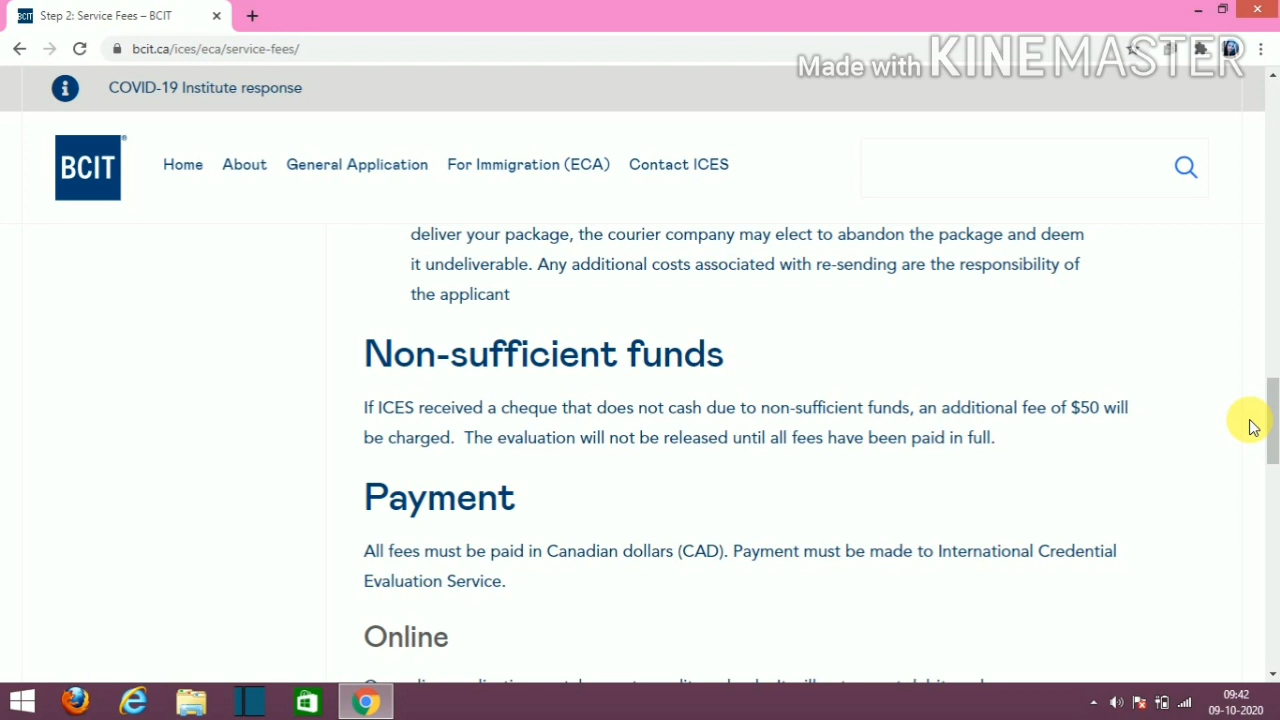 Step 2: Service Fees – BCIT
bcit.ca/ices/eca/service-fees/
Made with KINEMASTER
COVID-19 Institute response
BCIT
Home About General Application For Immigration (ECA) Contact ICES
deliver your package, the courier company may elect to abandon the package and deem
it undeliverable. Any additional costs associated with re-sending are the responsibility of
the applicant
Non-sufficient funds
If ICES received a cheque that does not cash due to non-sufficient funds, an additional fee of $50 will
be charged. The evaluation will not be released until all fees have been paid in full.
Payment
All fees must be paid in Canadian dollars (CAD). Payment must be made to International Credential
Evaluation Service.
Online
09:42
09-10-2020